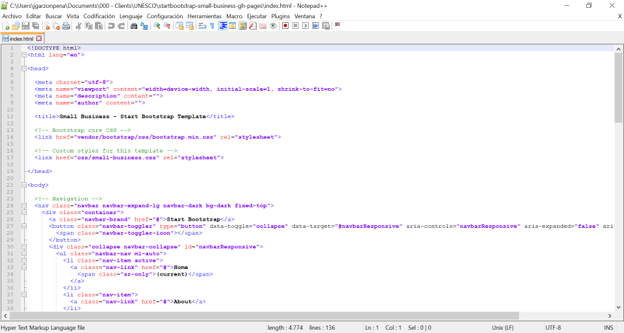 C:\Users\jgarzonpena\Documents\000 - Clients\UNESCO\startbootstrap-small-business-gh-pages\index.html - Notepad++
Archivo Editar Buscar Vista Codificación Lenguaje Configuración Herramientas Macro Ejecutar Plugins Ventana ? X
index.html
1 <!DOCTYPE html>
2 <html lang="en">
3
4 <head>
5
6 <meta charset="utf-8">
7 <meta name="viewport" content="width=device-width, initial-scale=1, shrink-to-fit=no">
8 <meta name="description" content="">
9 <meta name="author" content="">
10
11 <title>Small Business - Start Bootstrap Template</title>
12
13 <!-- Bootstrap core CSS -->
14 <link href="vendor/bootstrap/css/bootstrap.min.css" rel="stylesheet">
15
16 <!-- Custom styles for this template -->
17 <link href="css/small-business.css" rel="stylesheet">
18
19 </head>
20
21 <body>
22
23 <!-- Navigation -->
24 <nav class="navbar navbar-expand-lg navbar-dark bg-dark fixed-top">
25 <div class="container">
26 <a class="navbar-brand" href="#">Start Bootstrap</a>
27 <button class="navbar-toggler" type="button" data-toggle="collapse" data-target="#navbarResponsive" aria-controls="navbarResponsive" aria-expanded="false" ari
28 <span class="navbar-toggler-icon"></span>
29 </button>
30 <div class="collapse navbar-collapse" id="navbarResponsive">
31 <ul class="navbar-nav ml-auto">
32 <li class="nav-item active">
33 <a class="nav-link" href="#">Home
34 <span class="sr-only">(current)</span>
35 </a>
36 </li>
37 <li class="nav-item">
38 <a class="nav-link" href="#">About</a>
39 </li>
Hyper Text Markup Language file length : 4.774 lines : 136 Ln : 1 Col : 1 Sel : 0 | 0 Unix (LF) UTF-8 INS